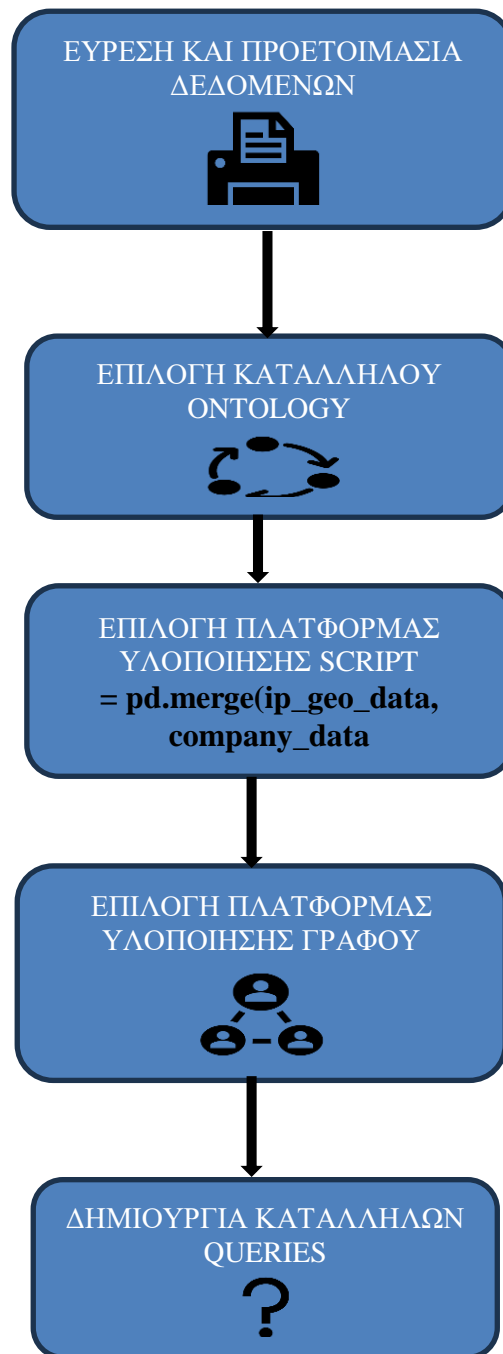 ΕΥΡΕΣΗ ΚΑΙ ΠΡΟΕΤΟΙΜΑΣΙΑ
ΔΕΔΟΜΕΝΩΝ
ΕΠΙΛΟΓΗ ΚΑΤΑΛΛΗΛΟΥ
ONTOLOGY
ΕΠΙΛΟΓΗ ΠΛΑΤΦΟΡΜΑΣ
ΥΛΟΠΟΙΗΣΗΣ SCRIPT
= pd.merge(ip_geo_data,
company_data
ΕΠΙΛΟΓΗ ΠΛΑΤΦΟΡΜΑΣ
ΥΛΟΠΟΙΗΣΗΣ ΓΡΑΦΟΥ
ΔΗΜΙΟΥΡΓΙΑ ΚΑΤΑΛΛΗΛΩΝ
QUERIES
?